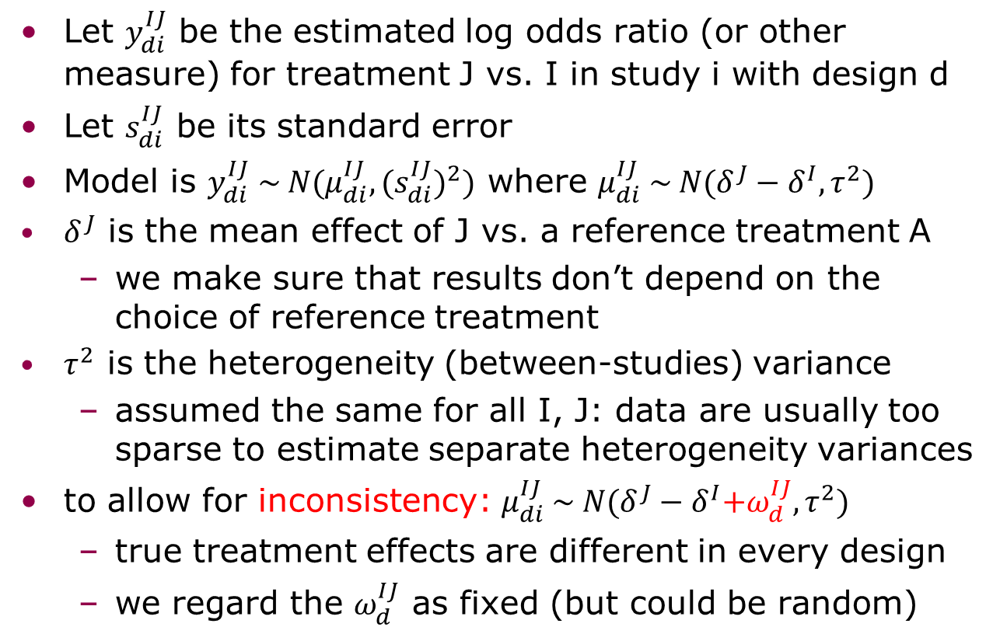 • Let $y_{di}^{IJ}$ be the estimated log odds ratio (or other
measure) for treatment J vs. I in study i with design d
• Let $s_{di}^{IJ}$ be its standard error
• Model is $y_{di}^{IJ} \sim N(\mu_{di}^{IJ}, (s_{di}^{IJ})^2)$ where $\mu_{di}^{IJ} \sim N(\delta^J - \delta^I, \tau^2)$
• $\delta^J$ is the mean effect of J vs. a reference treatment A
– we make sure that results don’t depend on the
choice of reference treatment
• $\tau^2$ is the heterogeneity (between-studies) variance
– assumed the same for all I, J: data are usually too
sparse to estimate separate heterogeneity variances
• to allow for inconsistency: $\mu_{di}^{IJ} \sim N(\delta^J - \delta^I + \omega_d^{IJ}, \tau^2)$
– true treatment effects are different in every design
– we regard the $\omega_d^{IJ}$ as fixed (but could be random)